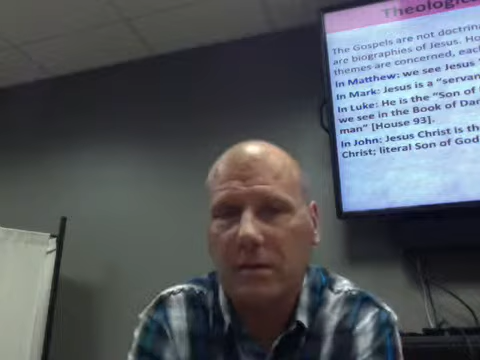 Theological
The Gospels are not doctrin
are biographies of Jesus. Ho
themes are concerned, each
In Matthew: we see Jesus
In Mark: Jesus is a "servan
In Luke: He is the "Son of
we see in the Book of Dan
man" [House 93].
In John: Jesus Christ is th
Christ; literal Son of God